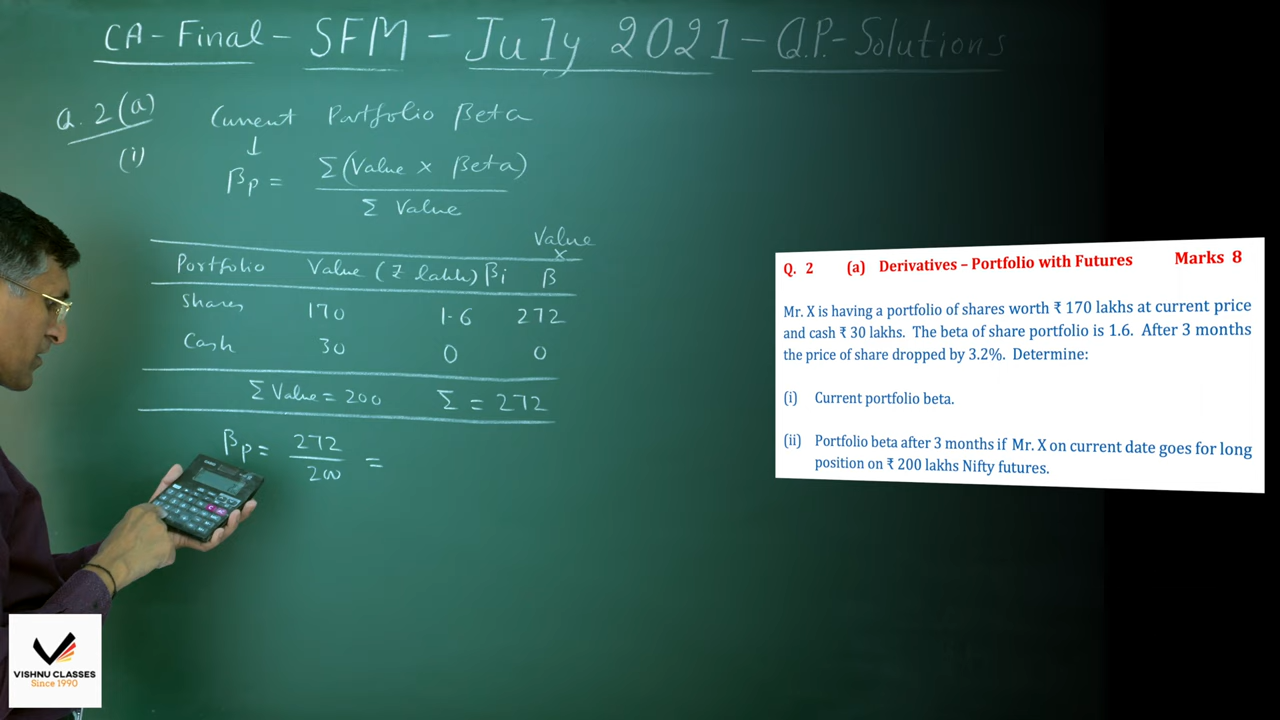 CA-Final - SFM - July 2021 - Q.P.-Solutions
Q. 2(a)
(i)
Current Portfolio Beta
↓
βp = Σ(Value × Beta)
Σ Value
Value
×
Portfolio Value (₹ lakh) βi β
Shares 170 1.6 272
Cash 30 0 0
Σ Value = 200 Σ = 272
βp = 272
200 =
Q. 2 (a) Derivatives – Portfolio with Futures Marks 8
Mr. X is having a portfolio of shares worth ₹ 170 lakhs at current price
and cash ₹ 30 lakhs. The beta of share portfolio is 1.6. After 3 months
the price of share dropped by 3.2%. Determine:
(i) Current portfolio beta.
(ii) Portfolio beta after 3 months if Mr. X on current date goes for long
position on ₹ 200 lakhs Nifty futures.
VISHNU CLASSES
Since 1990